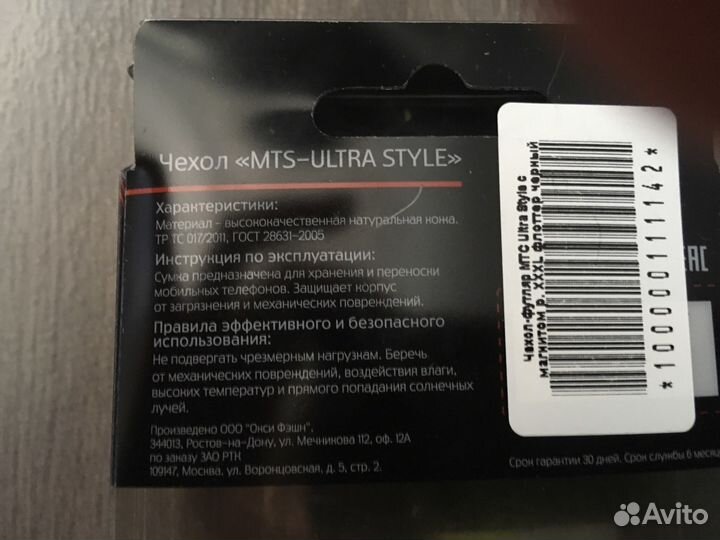 Чехол «MTS-ULTRA STYLE»
Характеристики:
Материал - высококачественная натуральная кожа.
ТР ТС 017/2011, ГОСТ 28631-2005
Инструкция по эксплуатации:
Сумка предназначена для хранения и переноски
мобильных телефонов. Защищает корпус
от загрязнения и механических повреждений.
Правила эффективного и безопасного
использования:
Не подвергать чрезмерным нагрузкам. Беречь
от механических повреждений, воздействия влаги,
высоких температур и прямого попадания солнечных
лучей.
Произведено ООО "Онси Фэшн",
344013, Ростов-на-Дону, ул. Мечникова 112, оф. 12А
по заказу ЗАО РТК
109147, Москва, ул. Воронцовская, д. 5, стр. 2.
Чехол-футляр МТС Ultra Style с
магнитом р. XXXL флоттер черный
*1000001111142*
EAC
Срок гарантии 30 дней. Срок службы 6 меся
Avito